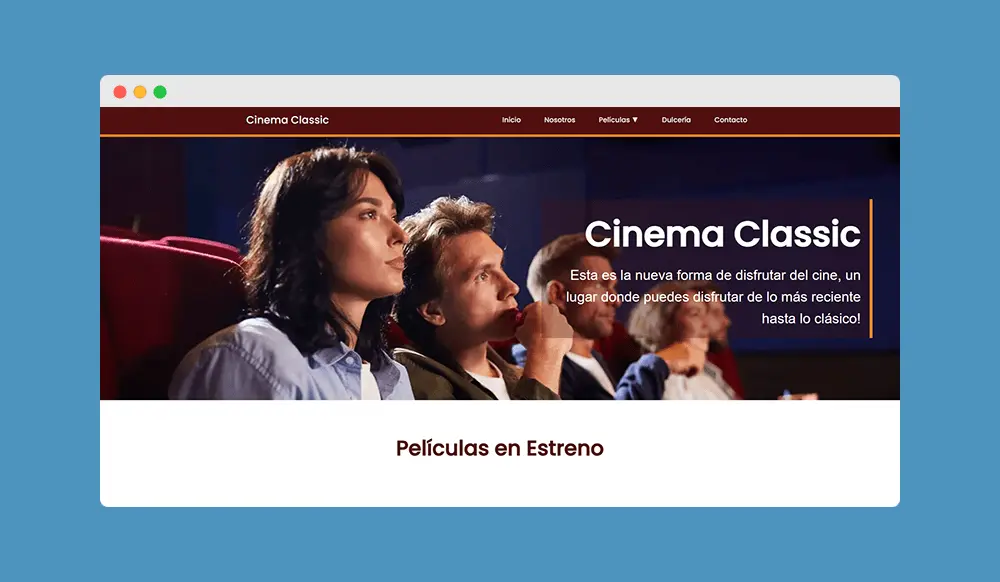 Cinema Classic
Inicio Nosotros Películas ▼ Dulcería Contacto
Cinema Classic
Esta es la nueva forma de disfrutar del cine, un
lugar donde puedes disfrutar de lo más reciente
hasta lo clásico!
Películas en Estreno